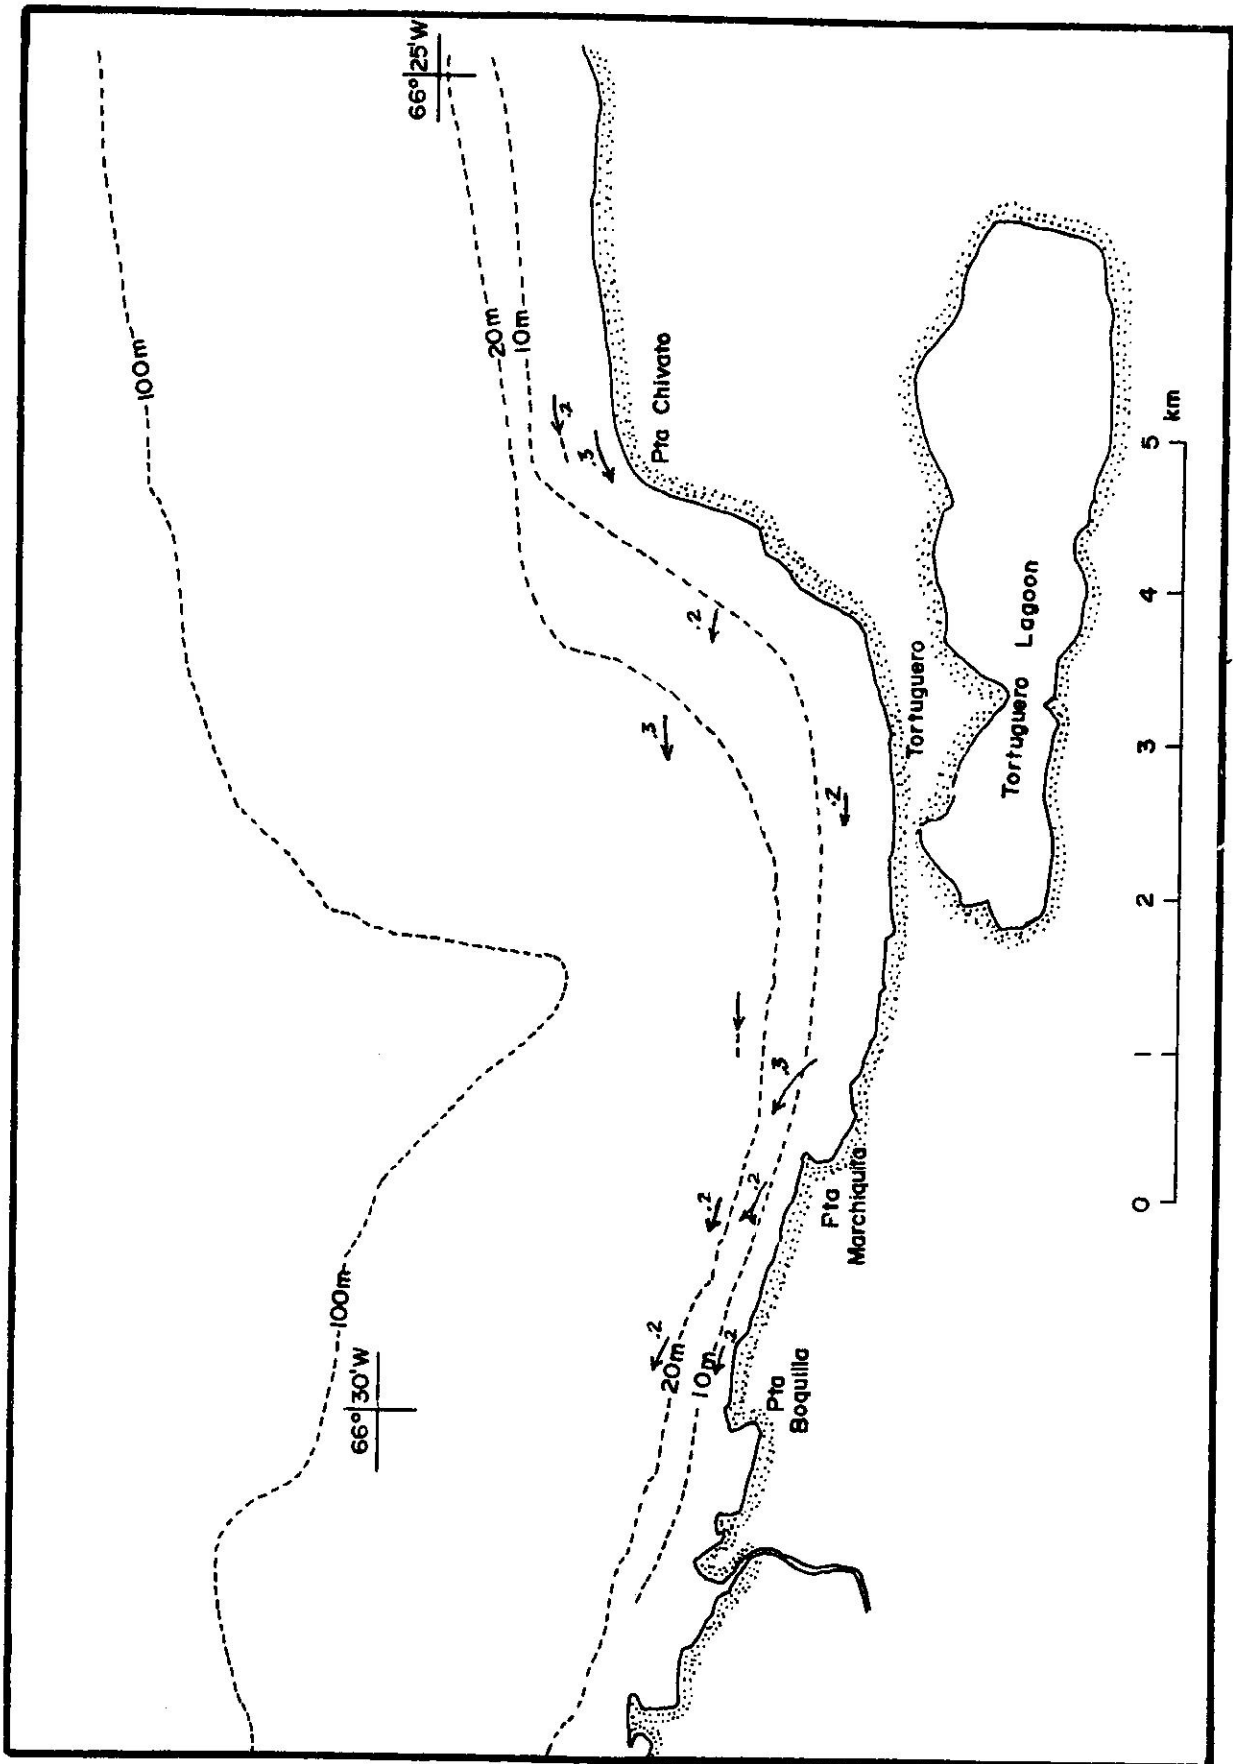 100m
100m
66°30'W
66°25'W
20m
10m
.2
.3
.3
.2
Pta Chivato
20m
10m
.2
.2
.2
.2
Pta
Boquilla
.3
.2
Pta
Marchiquita
Tortuguero
Tortuguero Lagoon
0 1 2 3 4 5 km